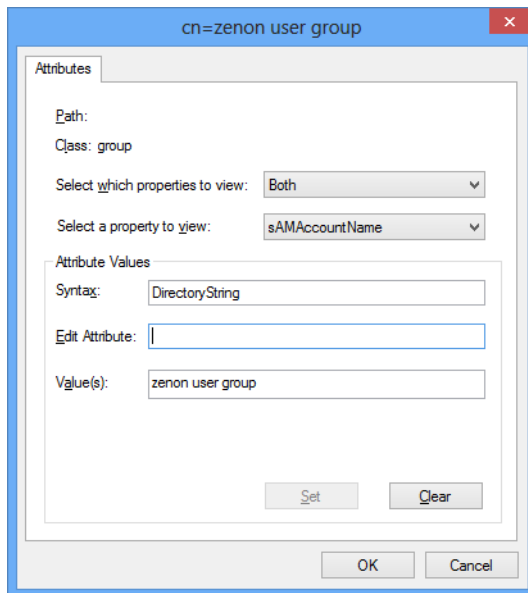 cn=zenon user group
Attributes
Path:
Class: group
Select which properties to view: Both
Select a property to view: sAMAccountName
Attribute Values
Syntax: DirectoryString
Edit Attribute:
Value(s): zenon user group
Set Clear
OK Cancel